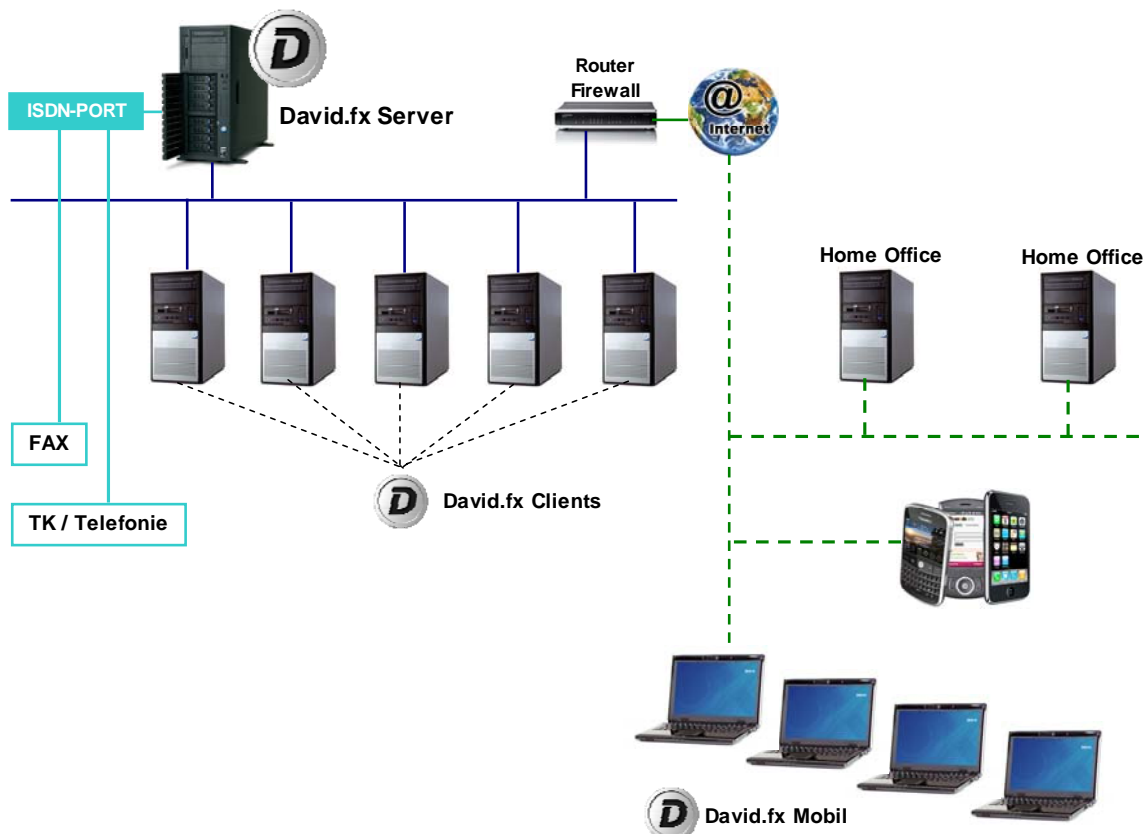 D
David.fx Server
ISDN-PORT
Router
Firewall
@
Internet
Home Office
Home Office
FAX
TK / Telefonie
D
David.fx Clients
D
David.fx Mobil